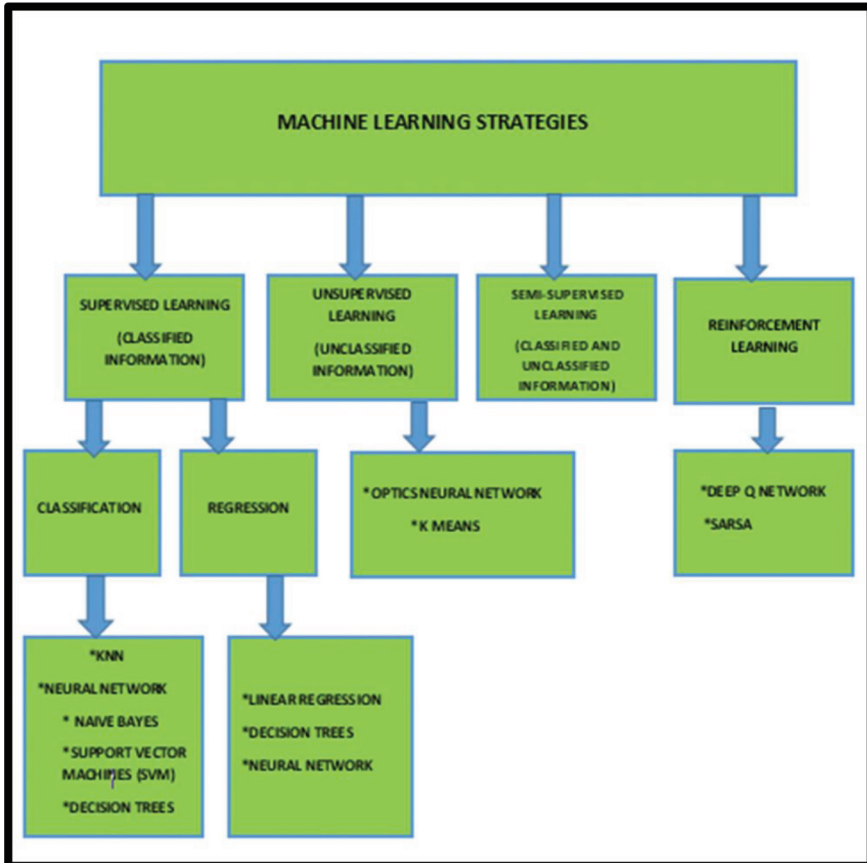 MACHINE LEARNING STRATEGIES
SUPERVISED LEARNING
(CLASSIFIED
INFORMATION)
UNSUPERVISED
LEARNING
(UNCLASSIFIED
INFORMATION)
SEMI-SUPERVISED
LEARNING
(CLASSIFIED AND
UNCLASSIFIED
INFORMATION)
REINFORCEMENT
LEARNING
CLASSIFICATION
REGRESSION
*OPTICS NEURAL NETWORK
*K MEANS
*DEEP Q NETWORK
*SARSA
*KNN
*NEURAL NETWORK
* NAIVE BAYES
*SUPPORT VECTOR
MACHINES (SVM)
*DECISION TREES
*LINEAR REGRESSION
*DECISION TREES
*NEURAL NETWORK